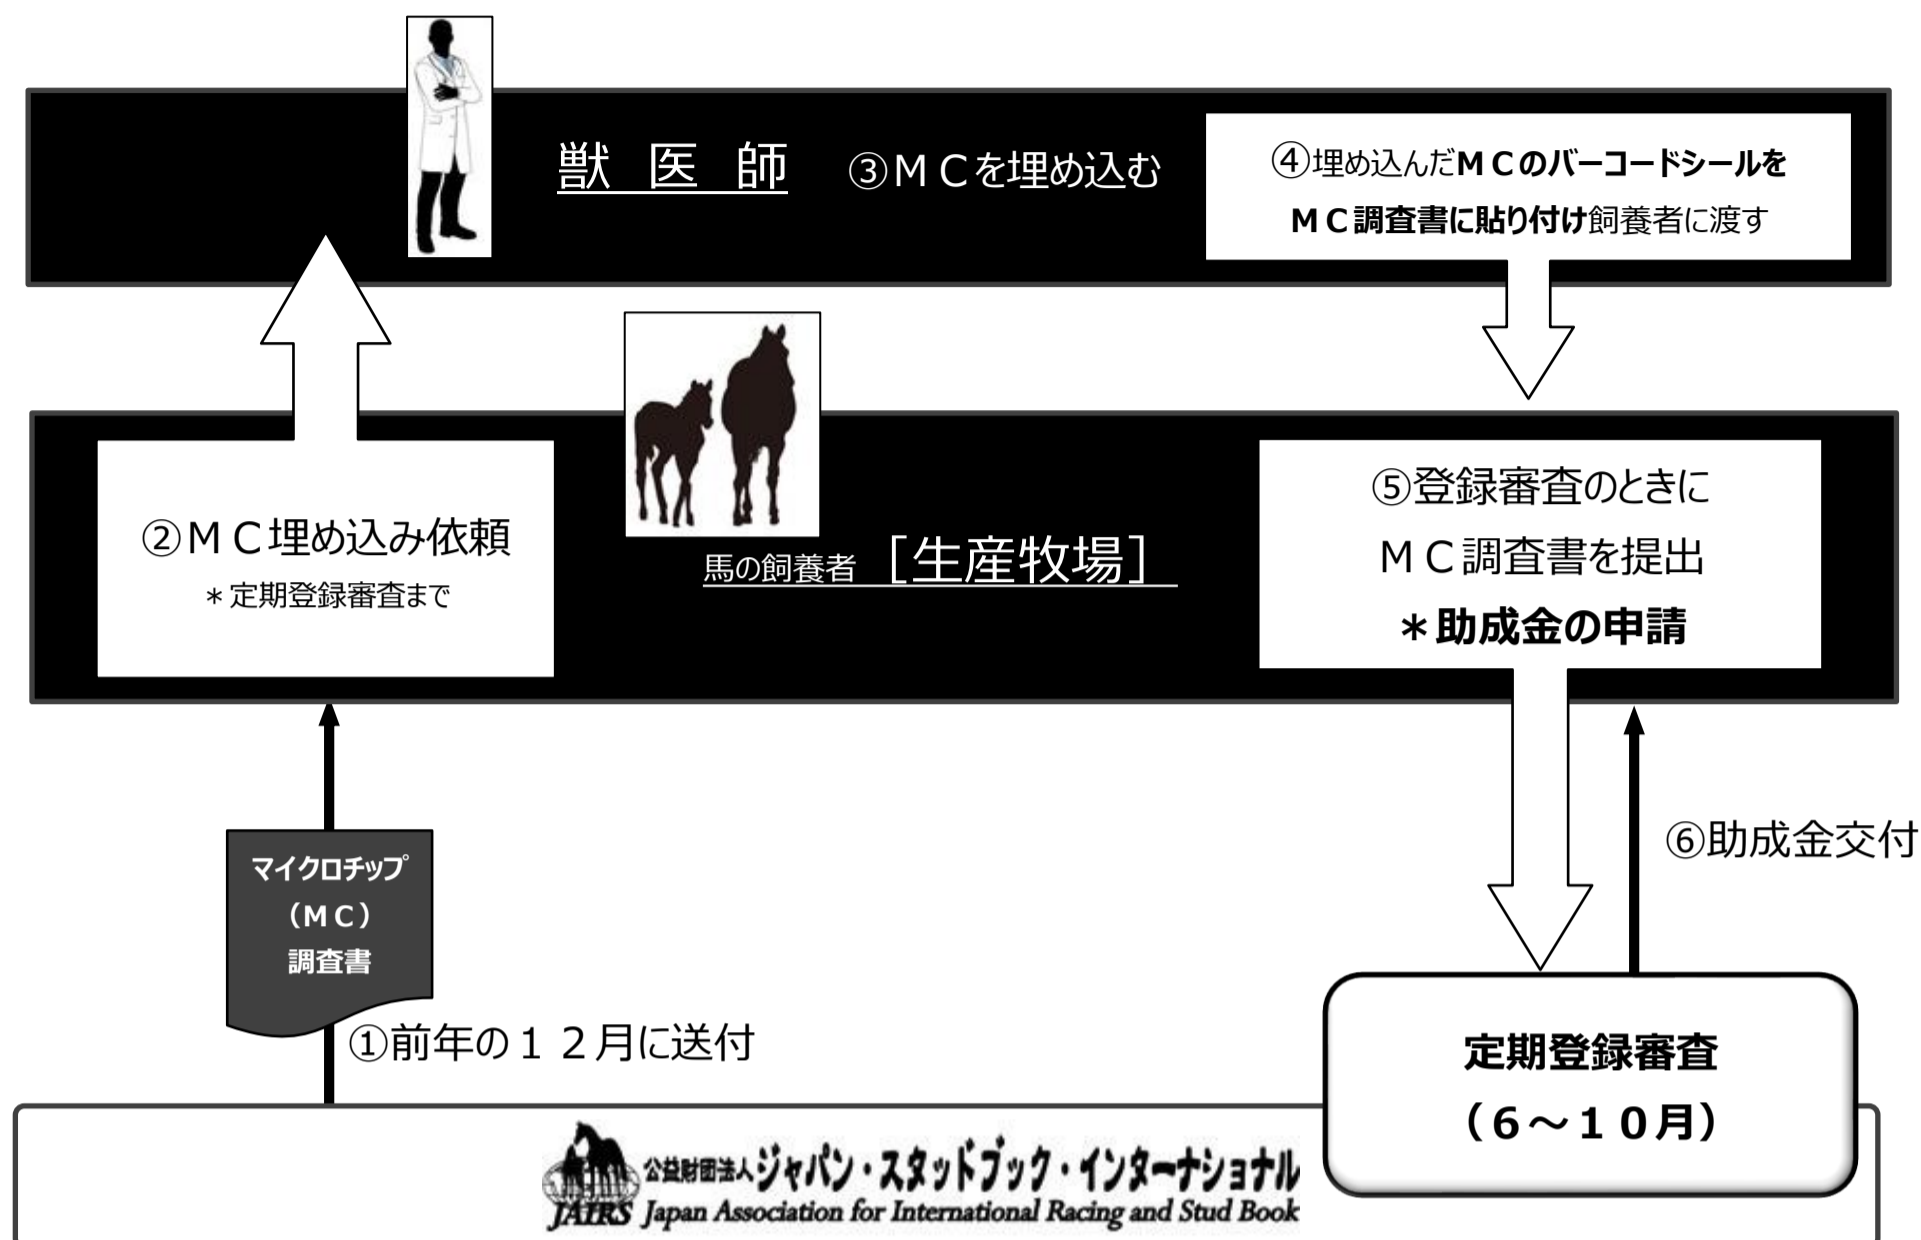 獣 医 師
③ＭＣを埋め込む
④埋め込んだＭＣのバーコードシールを
ＭＣ調査書に貼り付け飼養者に渡す
②ＭＣ埋め込み依頼
＊定期登録審査まで
馬の飼養者 ［生産牧場］
⑤登録審査のときに
ＭＣ調査書を提出
＊助成金の申請
マイクロチップ
（ＭＣ）
調査書
①前年の１２月に送付
⑥助成金交付
定期登録審査
（６～１０月）
公益財団法人ジャパン・スタッドブック・インターナショナル
JAIRS Japan Association for International Racing and Stud Book